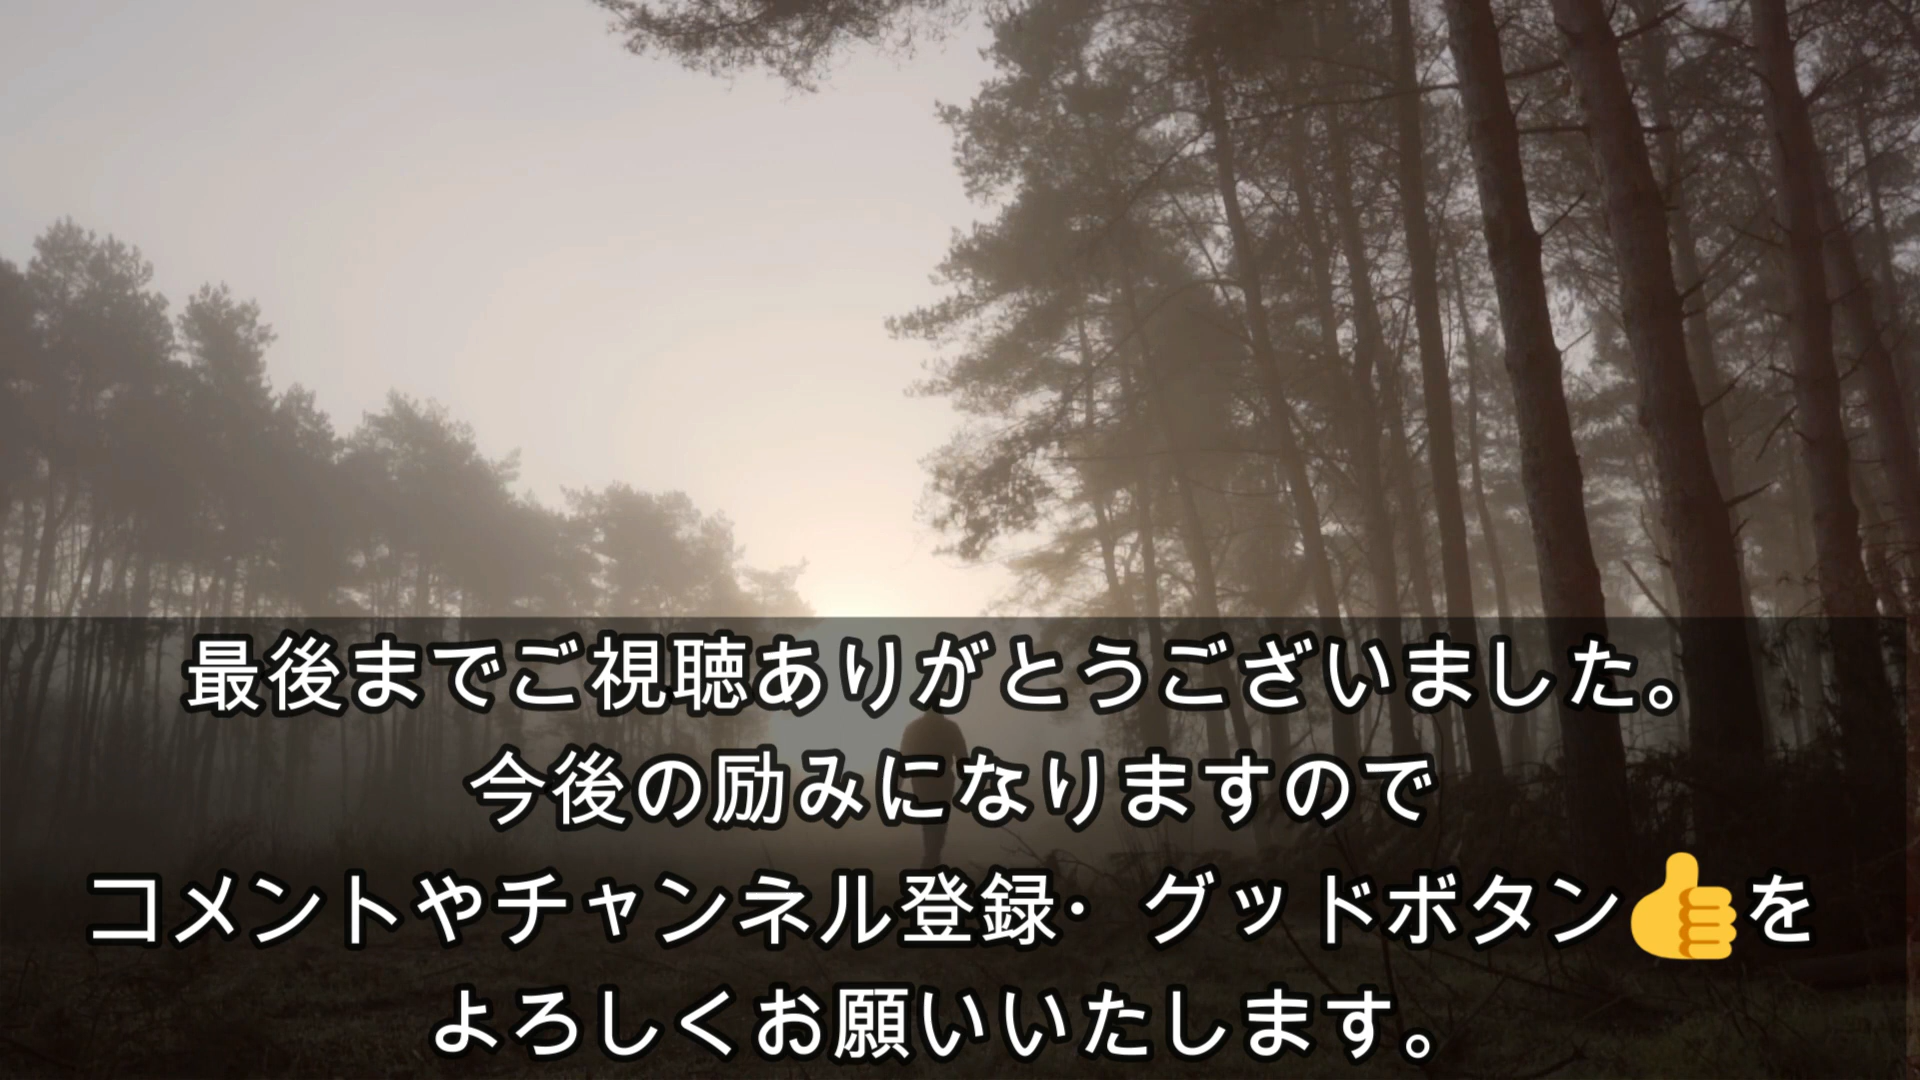 最後までご視聴ありがとうございました。
今後の励みになりますので
コメントやチャンネル登録・グッドボタン👍を
よろしくお願いいたします。